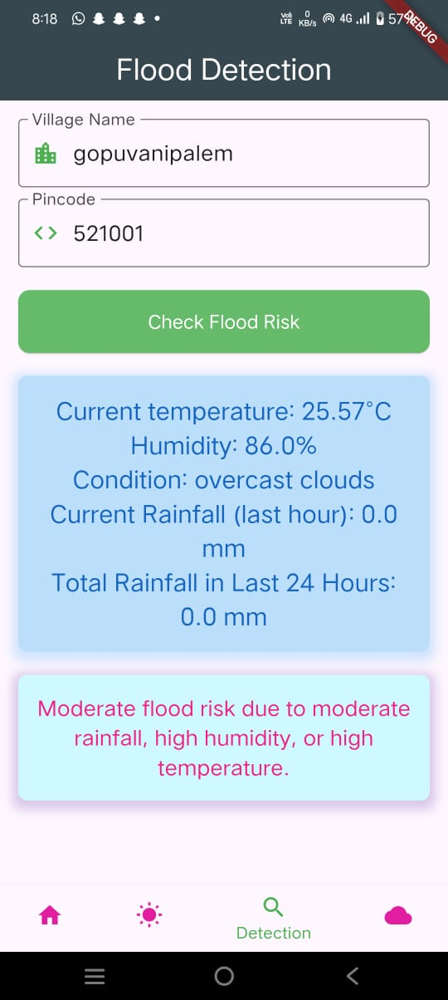 8:18
VoD LTE 0 KB/s 4G 57%
DEBUG
Flood Detection
Village Name
gopuvanipalem
Pincode
521001
Check Flood Risk
Current temperature: 25.57°C
Humidity: 86.0%
Condition: overcast clouds
Current Rainfall (last hour): 0.0
mm
Total Rainfall in Last 24 Hours:
0.0 mm
Moderate flood risk due to moderate
rainfall, high humidity, or high
temperature.
Detection